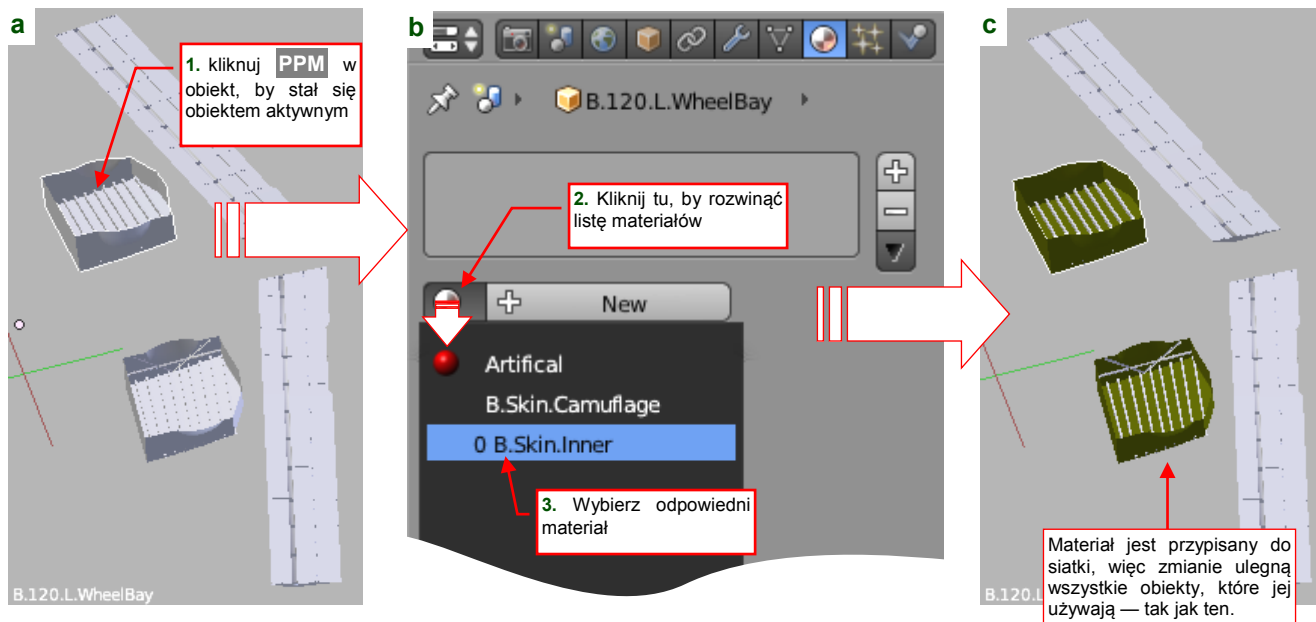 a
1. kliknuj PPM w
obiekt, by stał się
obiektem aktywnym
B.120.L.WheelBay
b
B.120.L.WheelBay
2. Kliknij tu, by rozwinąć
listę materiałów
New
Artifical
B.Skin.Camuflage
0 B.Skin.Inner
3. Wybierz odpowiedni
materiał
c
Materiał jest przypisany do
siatki, więc zmianie ulegną
wszystkie obiekty, które jej
używają — tak jak ten.
B.120.L